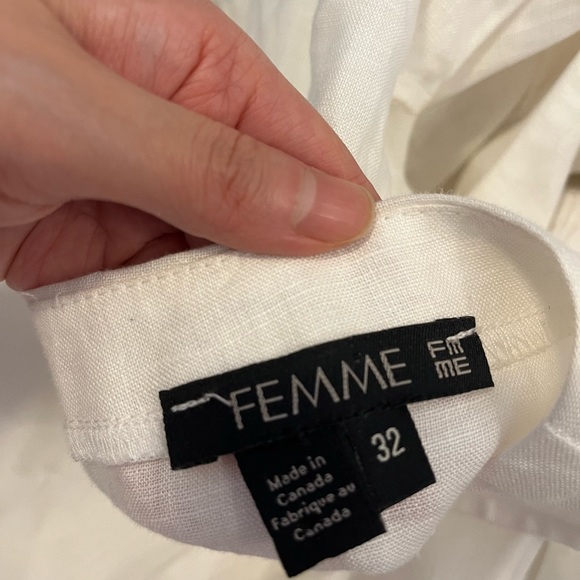 FEMME FM
ME
32
Made in
Canada
Fabriqué au
Canada